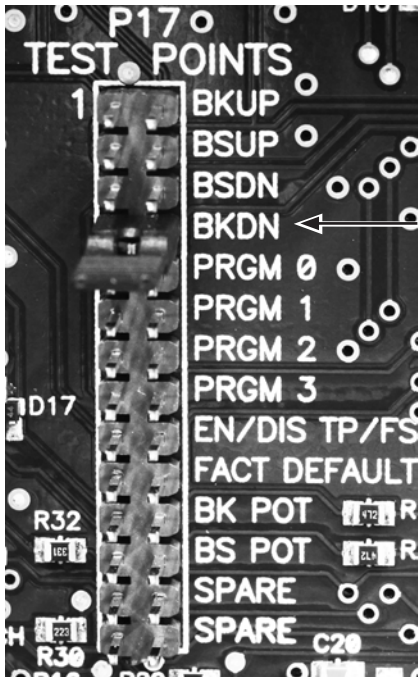 P17
TEST POINTS
1 BKUP
BSUP
BSDN
BKDN
PRGM 0
PRGM 1
PRGM 2
PRGM 3
D17
EN/DIS TP/FS
FACT DEFAULT
BK POT
R32
331
BS POT
472
SPARE
223
SPARE
R30
C20